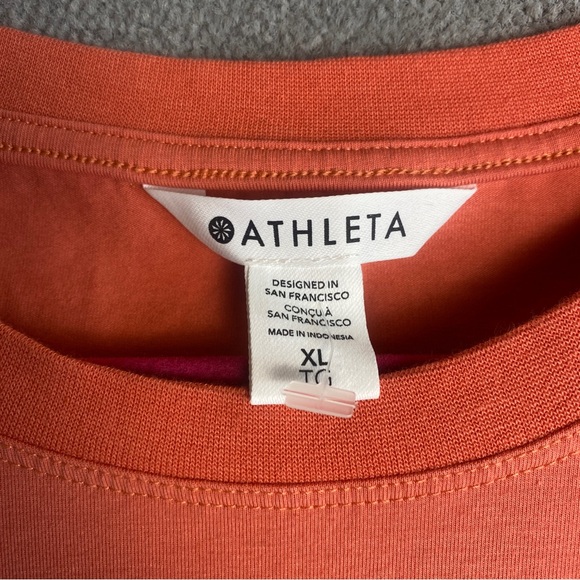 ATHLETA
DESIGNED IN
SAN FRANCISCO
CONÇU À
SAN FRANCISCO
MADE IN INDONESIA
XL
TG